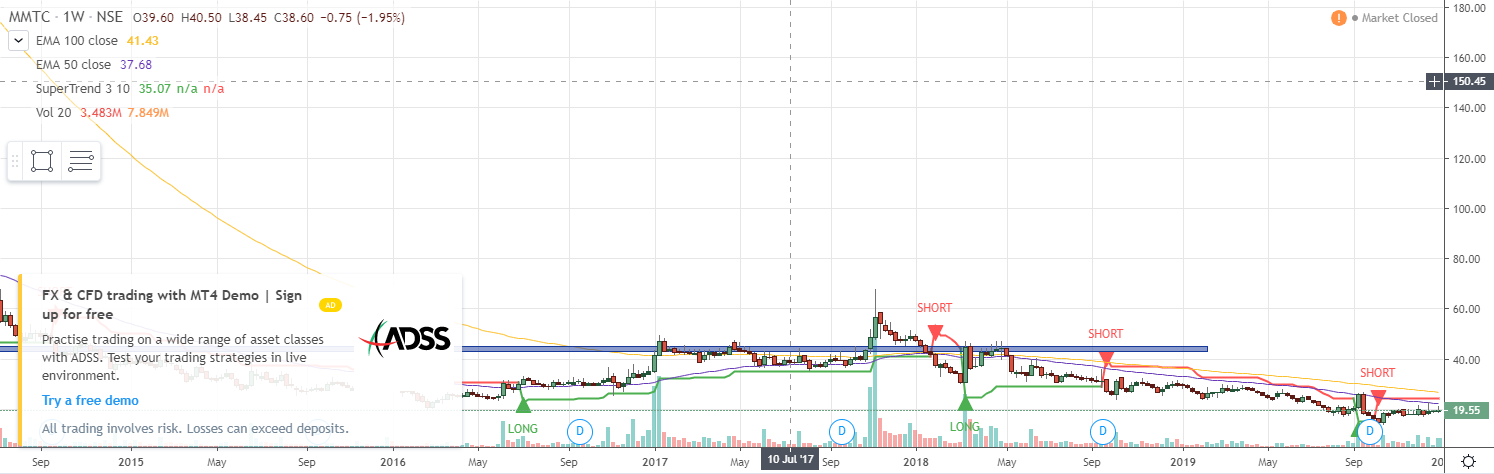 MMTC · 1W · NSE O39.60 H40.50 L38.45 C38.60 −0.75 (−1.95%)
EMA 100 close 41.43
EMA 50 close 37.68
SuperTrend 3 10 35.07 n/a n/a
Vol 20 3.483M 7.849M
! Market Closed
180.00
160.00
150.45
140.00
120.00
100.00
80.00
60.00
40.00
19.55
FX & CFD trading with MT4 Demo | Sign
up for free
AD
Practise trading on a wide range of asset classes
with ADSS. Test your trading strategies in live
environment.
Try a free demo
All trading involves risk. Losses can exceed deposits.
ADSS
SHORT
SHORT
SHORT
LONG
LONG
D
D
D
D
Sep 2015 May Sep 2016 May Sep 2017 May 10 Jul '17 Sep 2018 May Sep 2019 May Sep 20